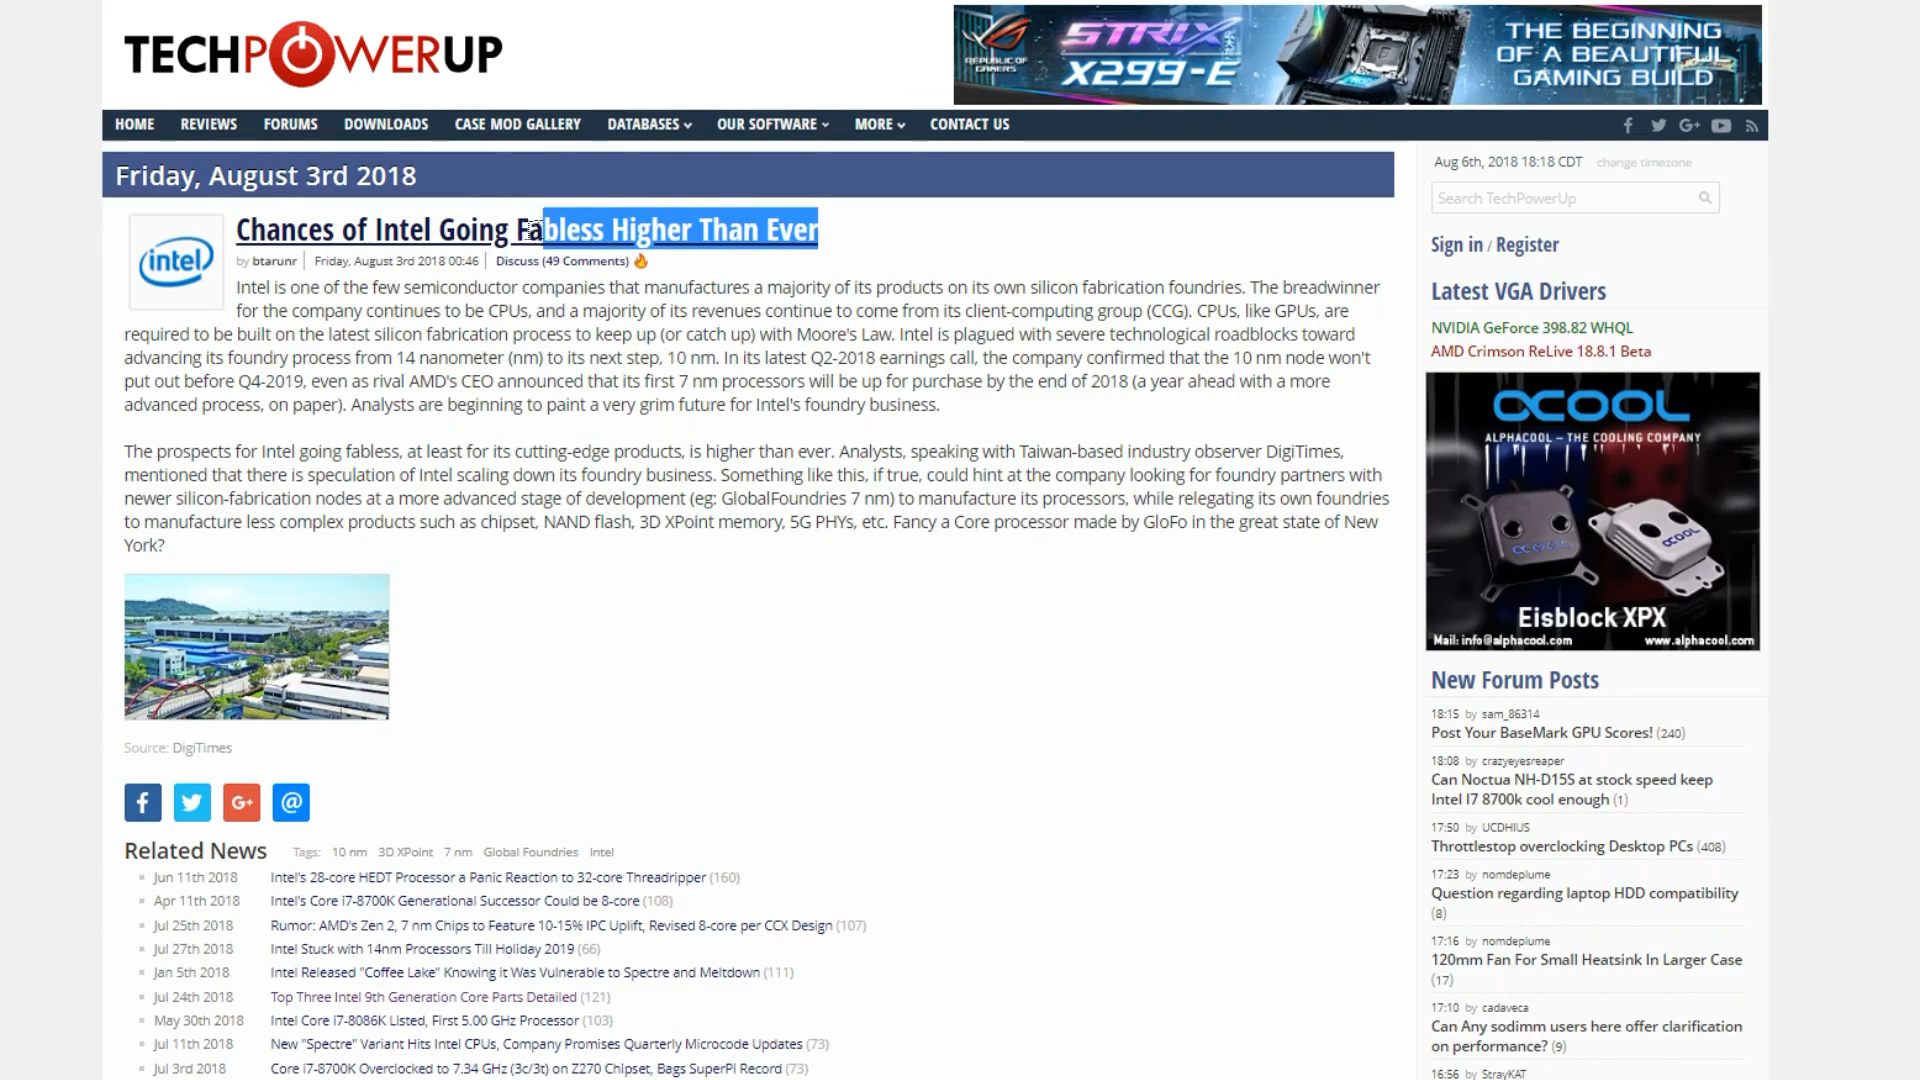 TECHPOWERUP
REPUBLIC OF
GAMERS
STRIX
X299-E
THE BEGINNING
OF A BEAUTIFUL
GAMING BUILD
HOME REVIEWS FORUMS DOWNLOADS CASE MOD GALLERY DATABASES OUR SOFTWARE MORE CONTACT US
Friday, August 3rd 2018
intel
Chances of Intel Going Fabless Higher Than Ever
by btarunr Friday, August 3rd 2018 00:46 Discuss (49 Comments)
Intel is one of the few semiconductor companies that manufactures a majority of its products on its own silicon fabrication foundries. The breadwinner
for the company continues to be CPUs, and a majority of its revenues continue to come from its client-computing group (CCG). CPUs, like GPUs, are
required to be built on the latest silicon fabrication process to keep up (or catch up) with Moore's Law. Intel is plagued with severe technological roadblocks toward
advancing its foundry process from 14 nanometer (nm) to its next step, 10 nm. In its latest Q2-2018 earnings call, the company confirmed that the 10 nm node won't
put out before Q4-2019, even as rival AMD's CEO announced that its first 7 nm processors will be up for purchase by the end of 2018 (a year ahead with a more
advanced process, on paper). Analysts are beginning to paint a very grim future for Intel's foundry business.
The prospects for Intel going fabless, at least for its cutting-edge products, is higher than ever. Analysts, speaking with Taiwan-based industry observer DigiTimes,
mentioned that there is speculation of Intel scaling down its foundry business. Something like this, if true, could hint at the company looking for foundry partners with
newer silicon-fabrication nodes at a more advanced stage of development (eg: GlobalFoundries 7 nm) to manufacture its processors, while relegating its own foundries
to manufacture less complex products such as chipset, NAND flash, 3D XPoint memory, 5G PHYs, etc. Fancy a Core processor made by GloFo in the great state of New
York?
Source: DigiTimes
Related News Tags: 10 nm 3D XPoint 7 nm Global Foundries Intel
Jun 11th 2018 Intel's 28-core HEDT Processor a Panic Reaction to 32-core Threadripper (160)
Apr 11th 2018 Intel's Core i7-8700K Generational Successor Could be 8-core (108)
Jul 25th 2018 Rumor: AMD's Zen 2, 7 nm Chips to Feature 10-15% IPC Uplift, Revised 8-core per CCX Design (107)
Jul 27th 2018 Intel Stuck with 14nm Processors Till Holiday 2019 (66)
Jan 5th 2018 Intel Released "Coffee Lake" Knowing it Was Vulnerable to Spectre and Meltdown (111)
Jul 24th 2018 Top Three Intel 9th Generation Core Parts Detailed (121)
May 30th 2018 Intel Core i7-8086K Listed, First 5.00 GHz Processor (103)
Jul 11th 2018 New "Spectre" Variant Hits Intel CPUs, Company Promises Quarterly Microcode Updates (73)
Jul 3rd 2018 Core i7-8700K Overclocked to 7.34 GHz (3c/3t) on Z270 Chipset, Bags SuperPi Record (73)
Aug 6th, 2018 18:18 CDT change timezone
Search TechPowerUp
Sign in / Register
Latest VGA Drivers
NVIDIA GeForce 398.82 WHQL
AMD Crimson ReLive 18.8.1 Beta
ALPHACOOL – THE COOLING COMPANY
Eisblock XPX
Mail: info@alphacool.com www.alphacool.com
New Forum Posts
18:15 by sam_86314
Post Your BaseMark GPU Scores! (240)
18:08 by crazyeyesreaper
Can Noctua NH-D15S at stock speed keep
Intel I7 8700k cool enough (1)
17:50 by UCDHIUS
Throttlestop overclocking Desktop PCs (408)
17:23 by nomdeplume
Question regarding laptop HDD compatibility
(8)
17:16 by nomdeplume
120mm Fan For Small Heatsink In Larger Case
(17)
17:10 by cadaveca
Can Any sodimm users here offer clarification
on performance? (9)
16:56 by StrayKAT